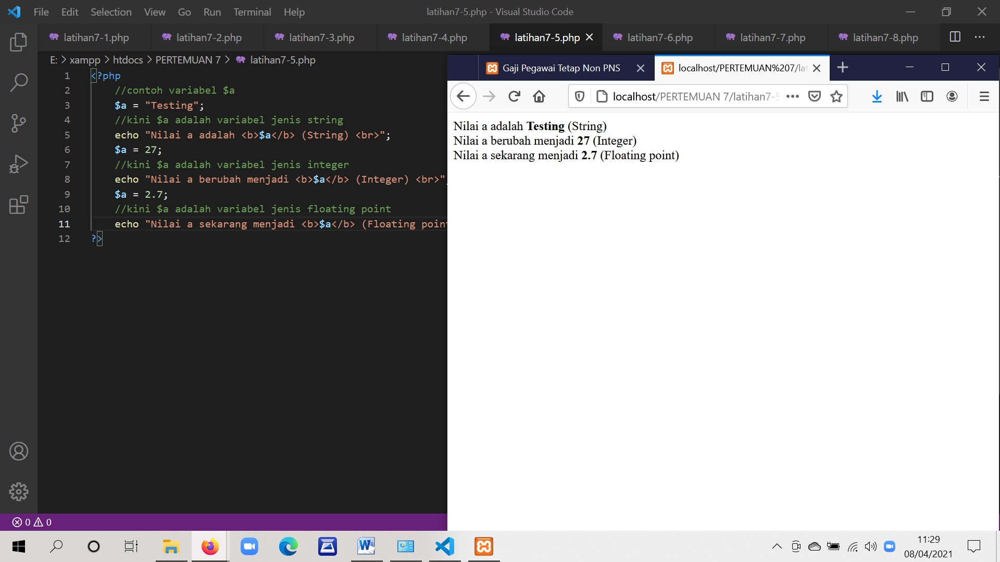 File Edit Selection View Go Run Terminal Help
latihan7-5.php - Visual Studio Code
latihan7-1.php latihan7-2.php latihan7-3.php latihan7-4.php latihan7-5.php latihan7-6.php latihan7-7.php latihan7-8.php
E: > xampp > htdocs > PERTEMUAN 7 > latihan7-5.php
1 <?php
2 //contoh variabel $a
3 $a = "Testing";
4 //kini $a adalah variabel jenis string
5 echo "Nilai a adalah <b>$a</b> (String) <br>";
6 $a = 27;
7 //kini $a adalah variabel jenis integer
8 echo "Nilai a berubah menjadi <b>$a</b> (Integer) <br>"
9 $a = 2.7;
10 //kini $a adalah variabel jenis floating point
11 echo "Nilai a sekarang menjadi <b>$a</b> (Floating poin
12 ?>
0 0
Gaji Pegawai Tetap Non PNS
localhost/PERTEMUAN%207/lat
localhost/PERTEMUAN 7/latihan7-5
Nilai a adalah Testing (String)
Nilai a berubah menjadi 27 (Integer)
Nilai a sekarang menjadi 2.7 (Floating point)
11:29
08/04/2021